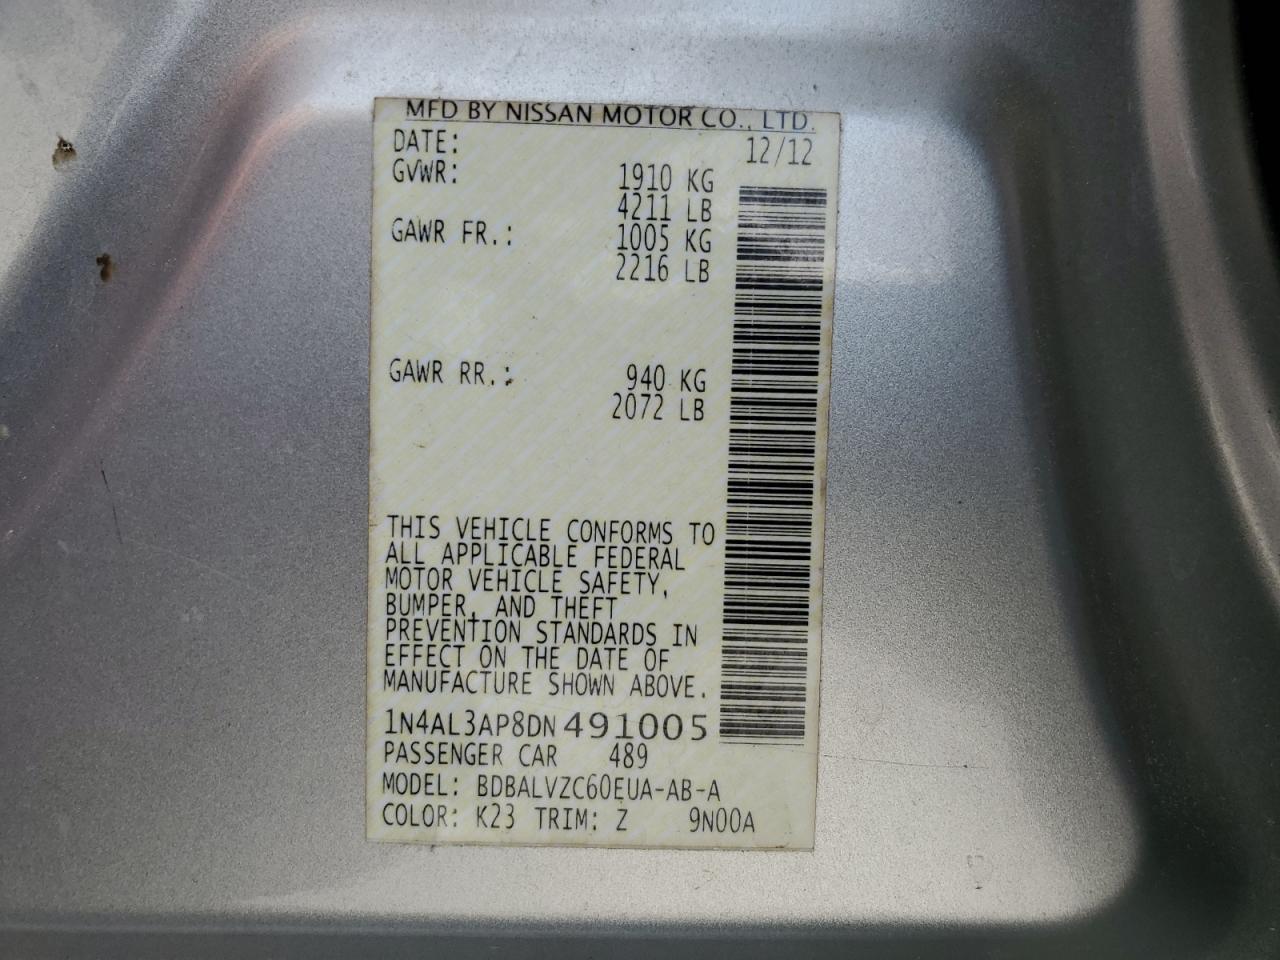 MFD BY NISSAN MOTOR CO., LTD.
DATE: 12/12
GVWR: 1910 KG
4211 LB
GAWR FR.: 1005 KG
2216 LB
GAWR RR.: 940 KG
2072 LB
THIS VEHICLE CONFORMS TO
ALL APPLICABLE FEDERAL
MOTOR VEHICLE SAFETY,
BUMPER, AND THEFT
PREVENTION STANDARDS IN
EFFECT ON THE DATE OF
MANUFACTURE SHOWN ABOVE.
1N4AL3AP8DN491005
PASSENGER CAR 489
MODEL: BDBALVZC60EUA-AB-A
COLOR: K23 TRIM: Z 9N00A